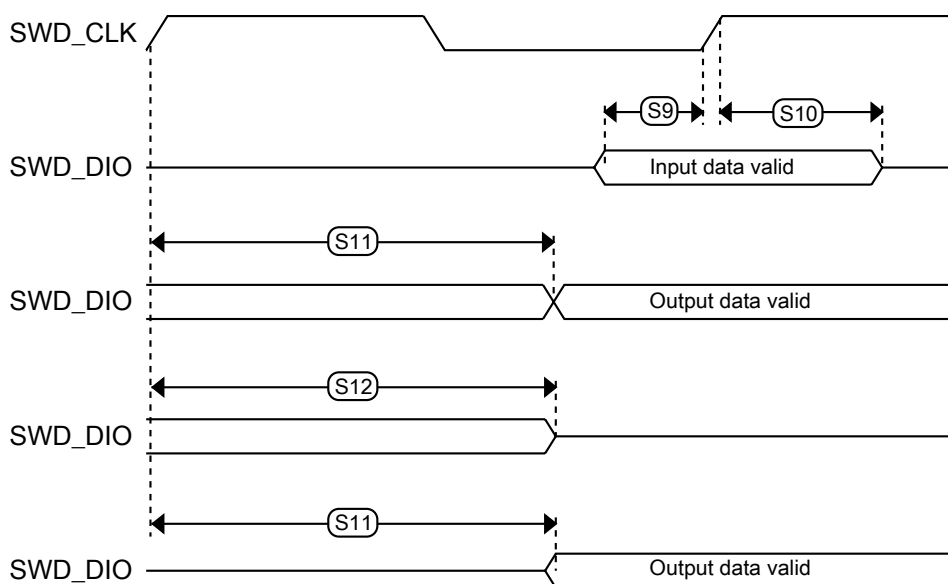 SWD_CLK
S9
S10
SWD_DIO
Input data valid
S11
SWD_DIO
Output data valid
S12
SWD_DIO
S11
SWD_DIO
Output data valid